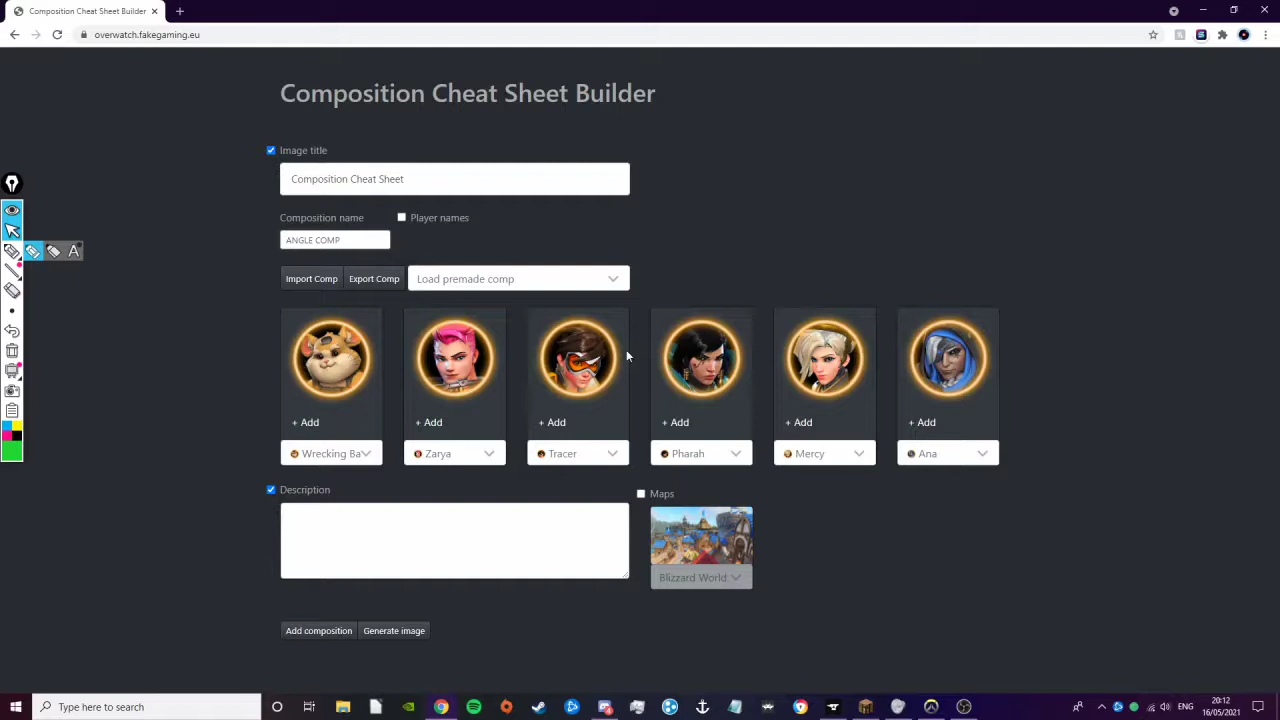 Composition Cheat Sheet Builder
overwatch.fakegaming.eu
Composition Cheat Sheet Builder
Image title
Composition Cheat Sheet
Composition name
Player names
ANGLE COMP
Import Comp
Export Comp
Load premade comp
A
+ Add
+ Add
+ Add
+ Add
+ Add
+ Add
Wrecking Ba
Zarya
Tracer
Pharah
Mercy
Ana
Description
Maps
Blizzard World
Add composition
Generate image
Type here to search
ENG
20:12
16/05/2021